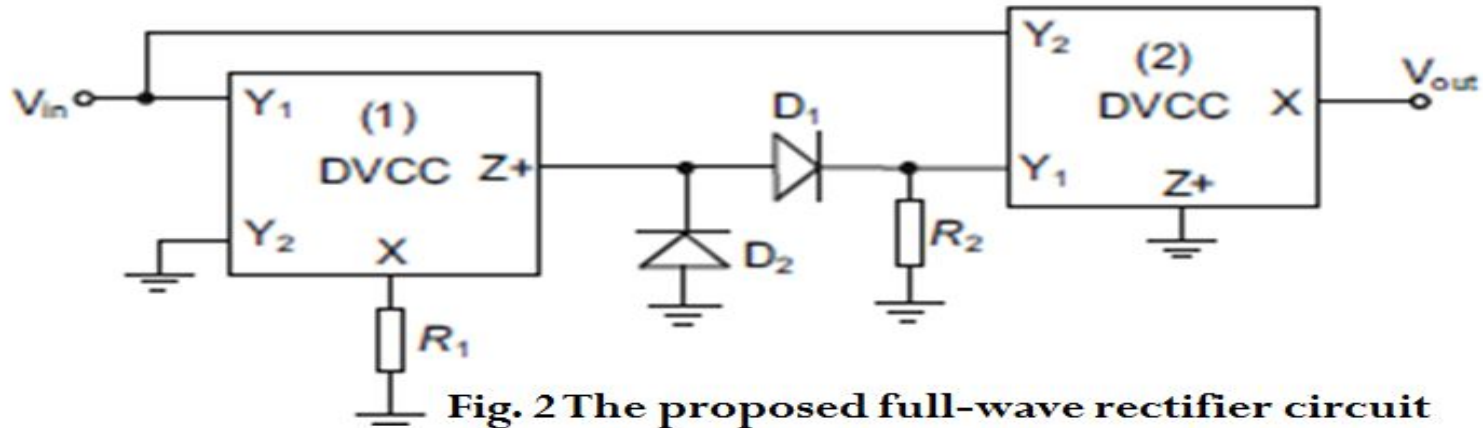 Y₂
(2)
DVCC
X
Vout
Vin
Y₁
(1)
DVCC
Z+
D₁
Y₁
Z+
Y₂
X
D₂
R₂
R₁
Fig. 2 The proposed full-wave rectifier circuit